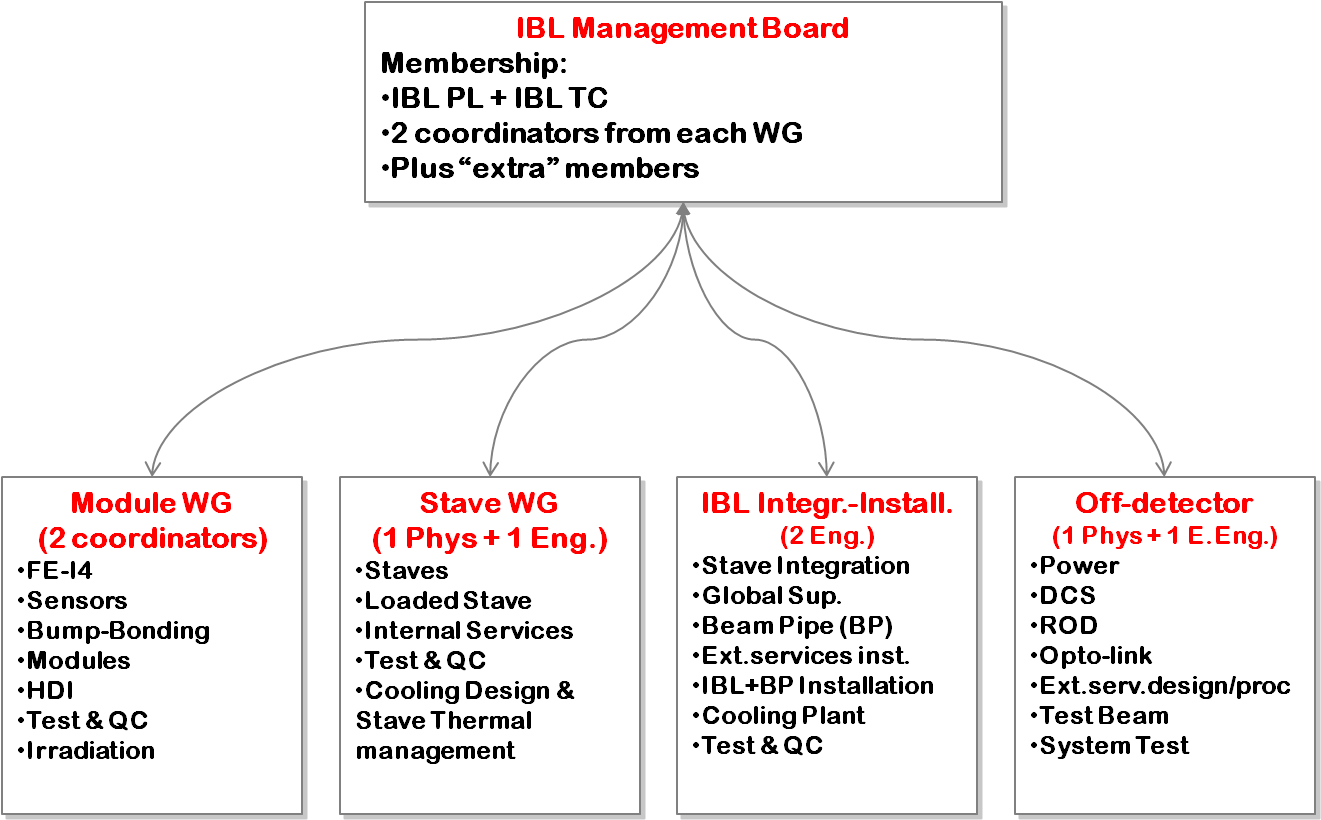 IBL Management Board
Membership:
•IBL PL + IBL TC
•2 coordinators from each WG
•Plus “extra” members
Module WG
(2 coordinators)
•FE-I4
•Sensors
•Bump-Bonding
•Modules
•HDI
•Test & QC
•Irradiation
Stave WG
(1 Phys + 1 Eng.)
•Staves
•Loaded Stave
•Internal Services
•Test & QC
•Cooling Design &
Stave Thermal
management
IBL Integr.-Install.
(2 Eng.)
•Stave Integration
•Global Sup.
•Beam Pipe (BP)
•Ext.services inst.
•IBL+BP Installation
•Cooling Plant
•Test & QC
Off-detector
(1 Phys + 1 E.Eng.)
•Power
•DCS
•ROD
•Opto-link
•Ext.serv.design/proc
•Test Beam
•System Test